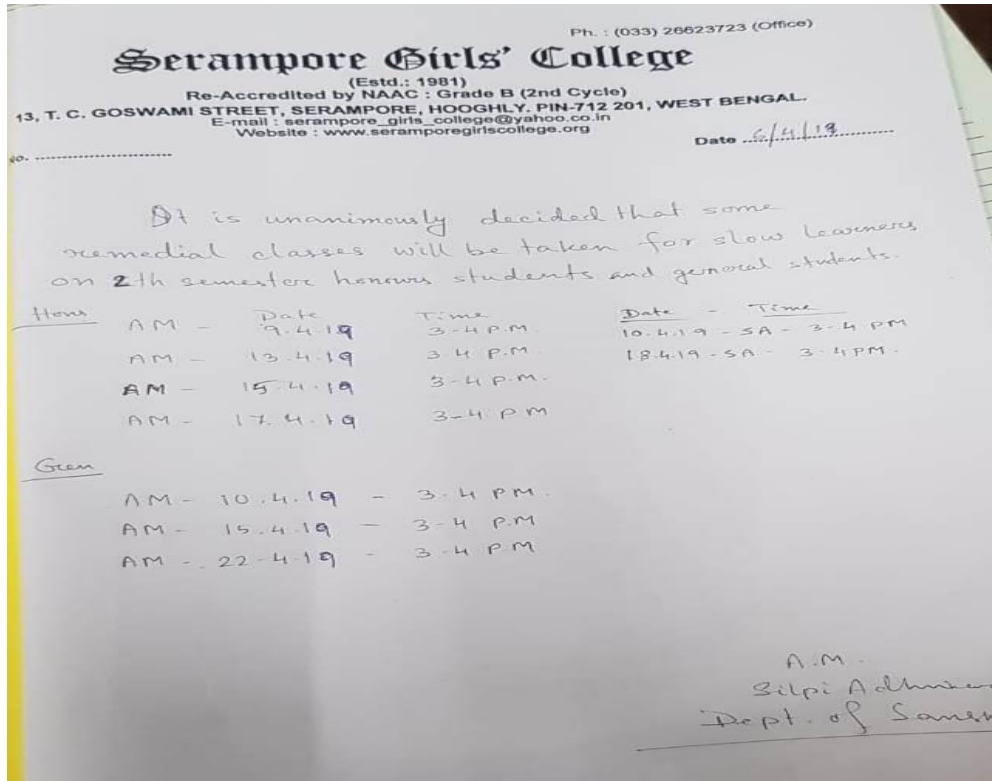 Ph. : (033) 26623723 (Office)
Serampore Girls' College
(Estd.: 1981)
Re-Accredited by NAAC : Grade B (2nd Cycle)
13, T. C. GOSWAMI STREET, SERAMPORE, HOOGHLY. PIN-712 201, WEST BENGAL.
E-mail : serampore_girls_college@yahoo.co.in
Website : www.seramporegirlscollege.org
No. ............................
Date ..6/4/19..............
It is unanimously decided that some
remedial classes will be taken for slow learners
on 2th semester honours students and general students.
Hons Date Time Date - Time
AM - 9.4.19 3-4 P.M. 10.4.19 - SA - 3-4 PM
AM - 13.4.19 3-4 P.M. 18.4.19 - SA - 3-4 PM.
AM - 15.4.19 3-4 P.M.
AM - 17.4.19 3-4 P.M
Gen
AM - 10.4.19 - 3-4 PM.
AM - 15.4.19 - 3-4 P.M
AM - 22-4-19 - 3-4 P.M
A.M.
Silpi
Dept. of